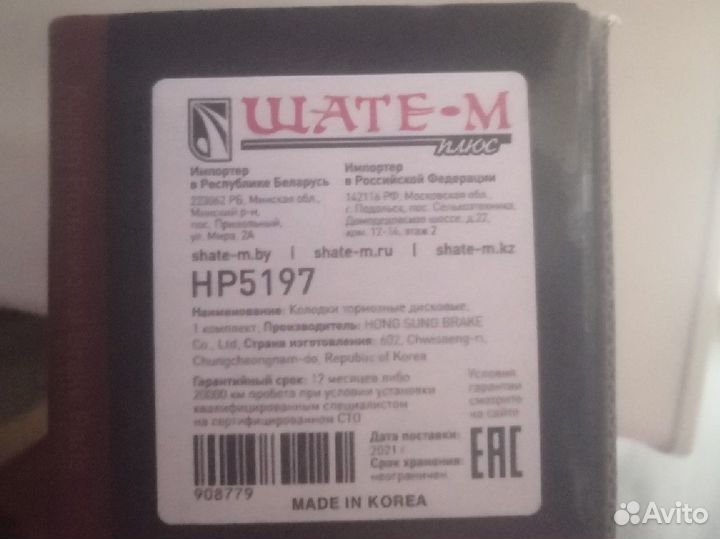 ШАТЕ-М
плюс
Импортер
в Республике Беларусь
223062 РБ, Минская обл.,
Минский р-н,
пос. Привольный,
ул. Мира, 2А
Импортер
в Российской Федерации
142116 РФ, Московская обл.,
г. Подольск, пос. Сельхозтехника,
Домодедовское шоссе, д.27,
ком. 12-14, этаж 2
shate-m.by | shate-m.ru | shate-m.kz
HP5197
Наименование: Колодки тормозные дисковые,
1 комплект, Производитель: HONG SUNG BRAKE
Co., Ltd, Страна изготовления: 602, Chwisaeng-ri,
Chungcheongnam-do, Republic of Korea
Гарантийный срок: 12 месяцев либо
20000 км пробега при условии установки
квалифицированным специалистом
на сертифицированном СТО
Условия
гарантии
смотрите
на сайте
Дата поставки:
2021 г.
Срок хранения:
неограничен.
EAC
908779
MADE IN KOREA
Avito